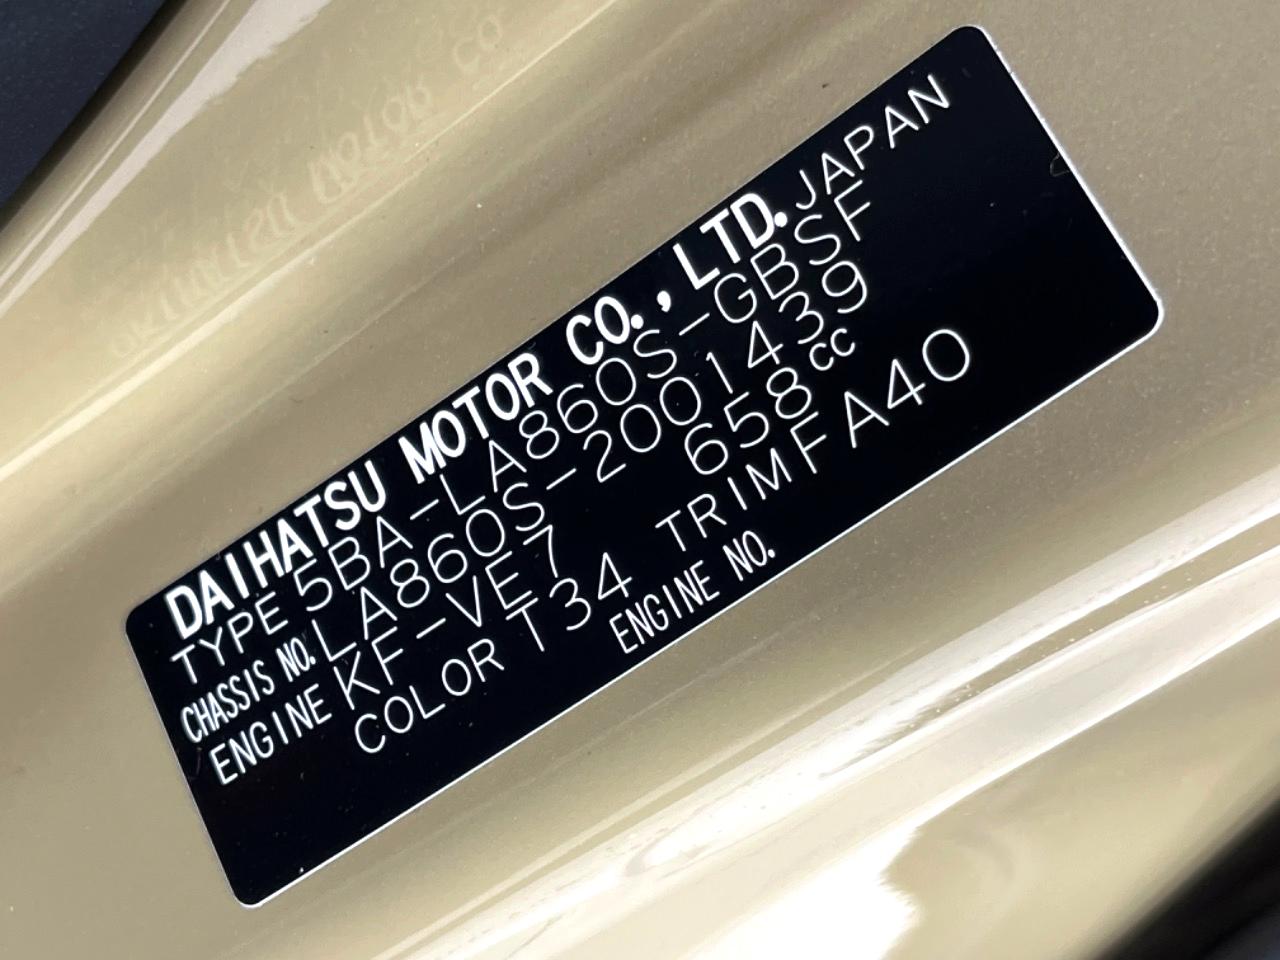 DAIHATSU MOTOR CO., LTD. JAPAN
TYPE 5BA-LA860S-GBSF
CHASSIS NO. LA860S-2001439
ENGINE KF-VE7 658cc
COLOR T34 TRIM FA40
ENGINE NO.